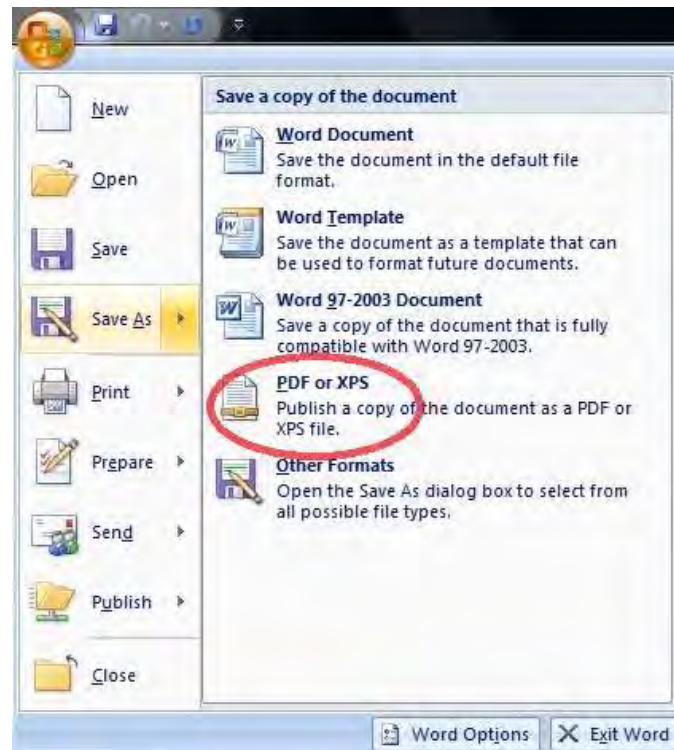 New
Open
Save
Save As
Print
Prepare
Send
Publish
Close
Save a copy of the document
Word Document
Save the document in the default file
format.
Word Template
Save the document as a template that can
be used to format future documents.
Word 97-2003 Document
Save a copy of the document that is fully
compatible with Word 97-2003.
PDF or XPS
Publish a copy of the document as a PDF or
XPS file.
Other Formats
Open the Save As dialog box to select from
all possible file types.
Word Options
Exit Word